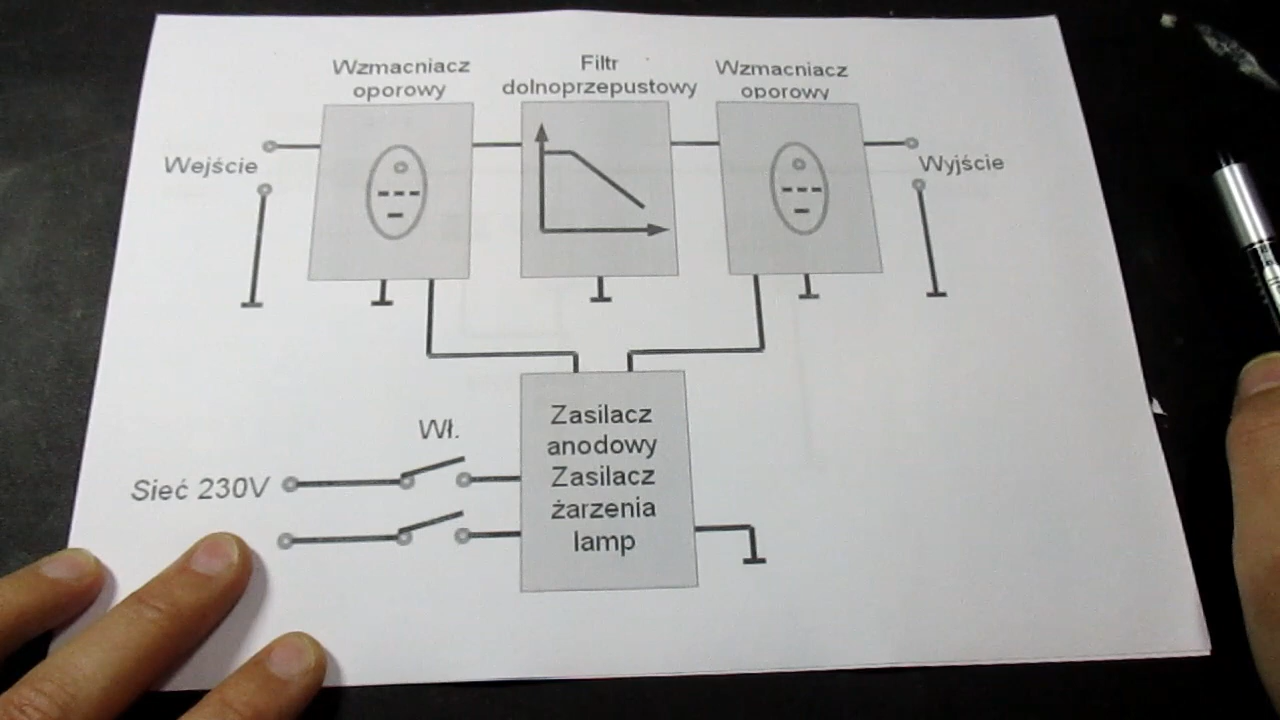 Wzmacniacz
oporowy
Filtr
dolnoprzepustowy
Wzmacniacz
oporowy
Wejście
Wyjście
Wł.
Sieć 230V
Zasilacz
anodowy
Zasilacz
żarzenia
lamp